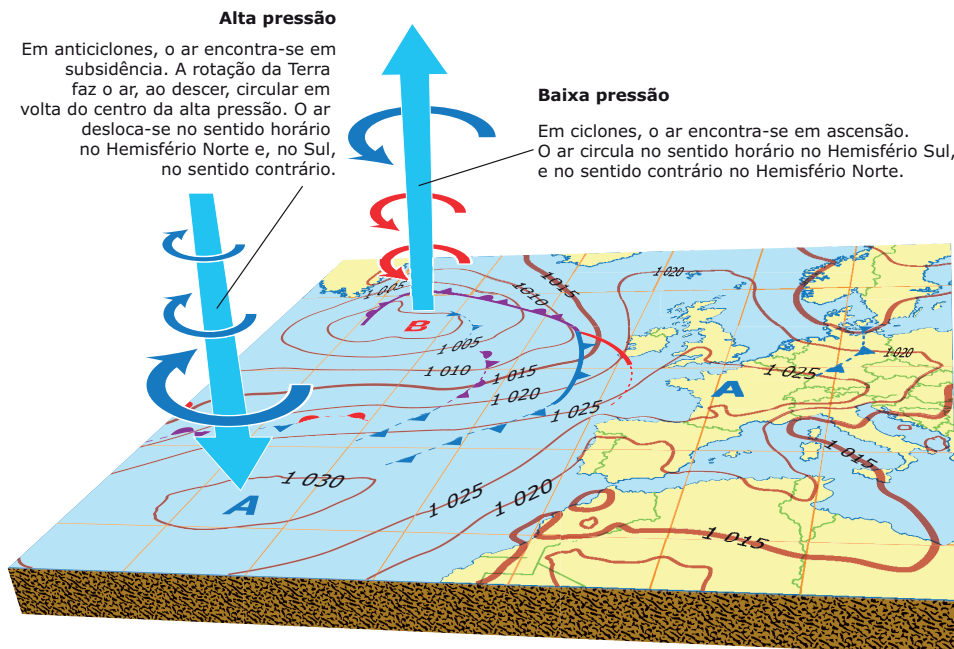 Alta pressão
Em anticiclones, o ar encontra-se em
subsidência. A rotação da Terra
faz o ar, ao descer, circular em
volta do centro da alta pressão. O ar
desloca-se no sentido horário
no Hemisfério Norte e, no Sul,
no sentido contrário.
Baixa pressão
Em ciclones, o ar encontra-se em ascensão.
O ar circula no sentido horário no Hemisfério Sul,
e no sentido contrário no Hemisfério Norte.
1 005
1010
1015
1 020
B
1 005
1 010
1 015
1 020
1 025
1 020
1 025
A
1 015
1 030
A
1 025
1 020
1 015